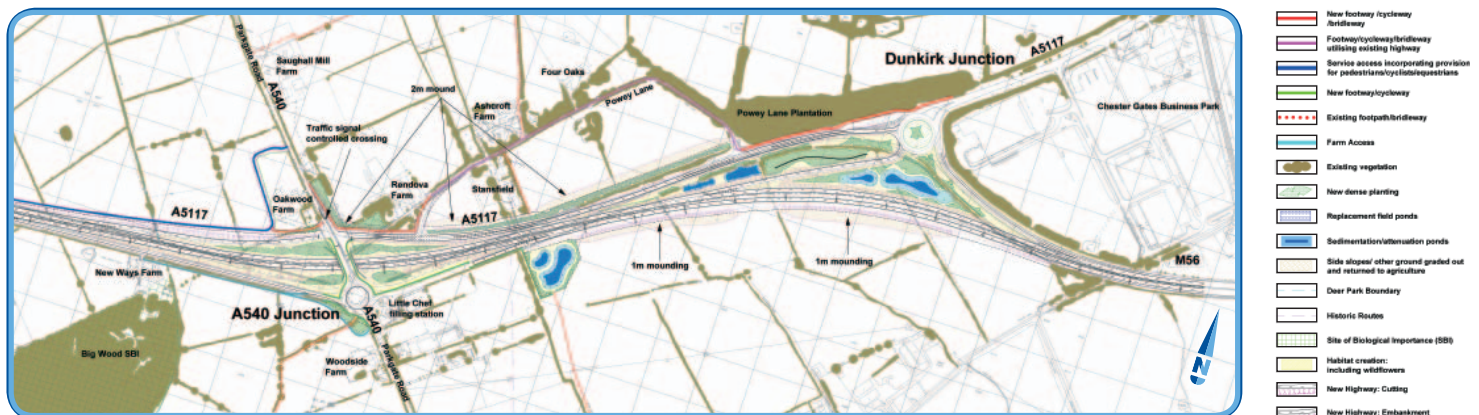 Parkgate Road
A540
Saughall Mill
Farm
2m mound
Traffic signal
controlled crossing
Ashcroft
Farm
Four Oaks
Powey Lane
Dunkirk Junction
A5117
Powey Lane Plantation
Chester Gates Business Park
Oakwood
Farm
Rendova
Farm
Stansfield
A5117
A5117
New Ways Farm
1m mounding
1m mounding
M56
A540 Junction
Little Chef
filling station
A540
Parkgate Road
Big Wood SBI
Woodside
Farm
N
New footway /cycleway
/bridleway
Footway/cycleway/bridleway
utilising existing highway
Service access incorporating provision
for pedestrians/cyclists/equestrians
New footway/cycleway
Existing footpath/bridleway
Farm Access
Existing vegetation
New dense planting
Replacement field ponds
Sedimentation/attenuation ponds
Side slopes/ other ground graded out
and returned to agriculture
Deer Park Boundary
Historic Routes
Site of Biological Importance (SBI)
Habitat creation:
including wildflowers
New Highway: Cutting
New Highway: Embankment